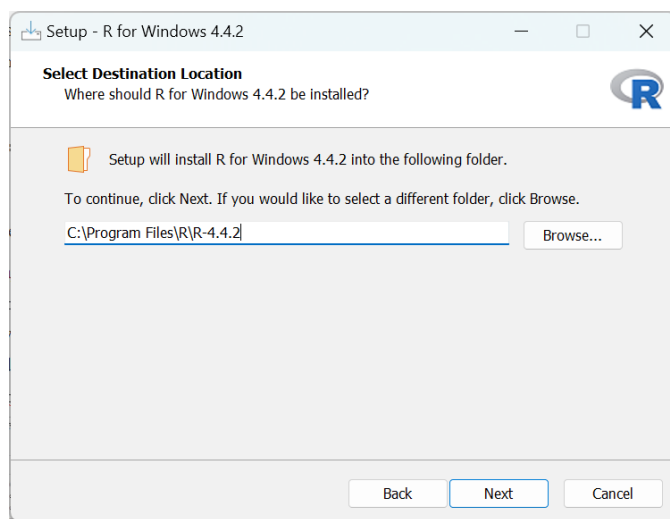 Setup - R for Windows 4.4.2
Select Destination Location
Where should R for Windows 4.4.2 be installed?
R
Setup will install R for Windows 4.4.2 into the following folder.
To continue, click Next. If you would like to select a different folder, click Browse.
C:\Program Files\R\R-4.4.2
Browse...
Back
Next
Cancel